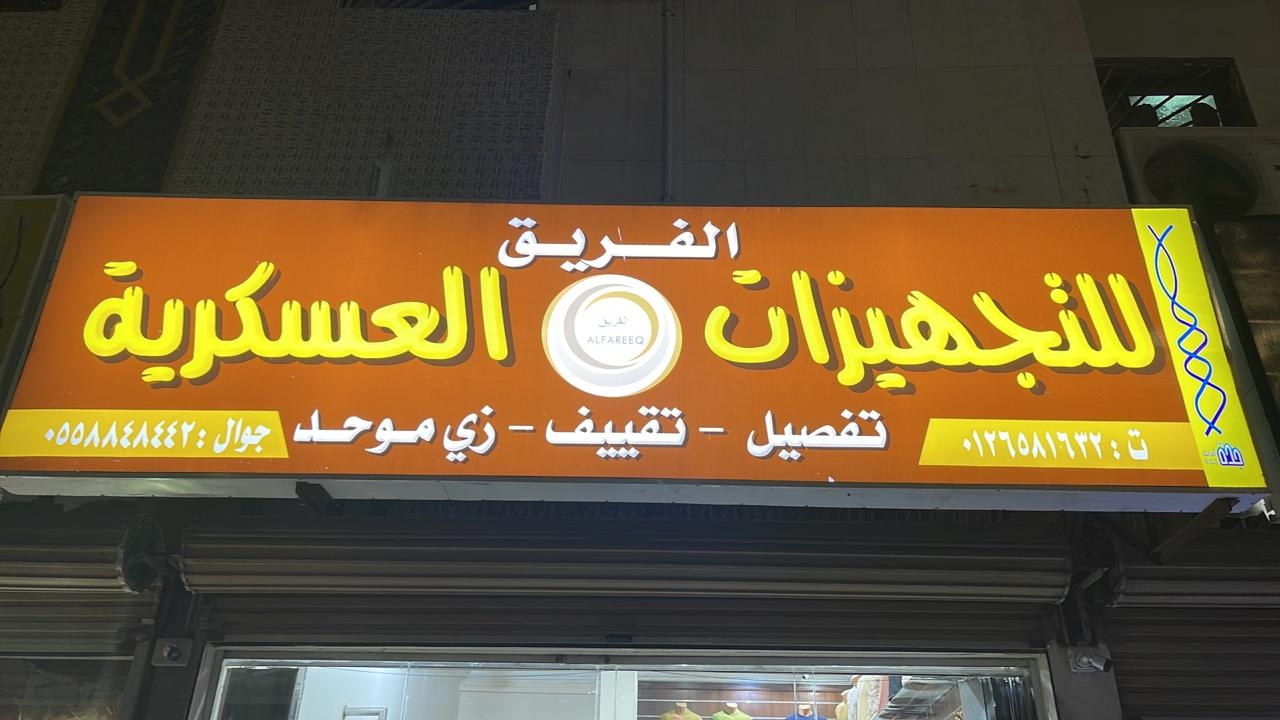 الفريق
للتجهيزات العسكرية
الفريق
ALFAREEQ
تفصيل - تقييف - زي موحد
ت : ٠١٢٦٥٨١٦٣٢
جوال : ٠٥٥٨٨٤٨٤٤٢